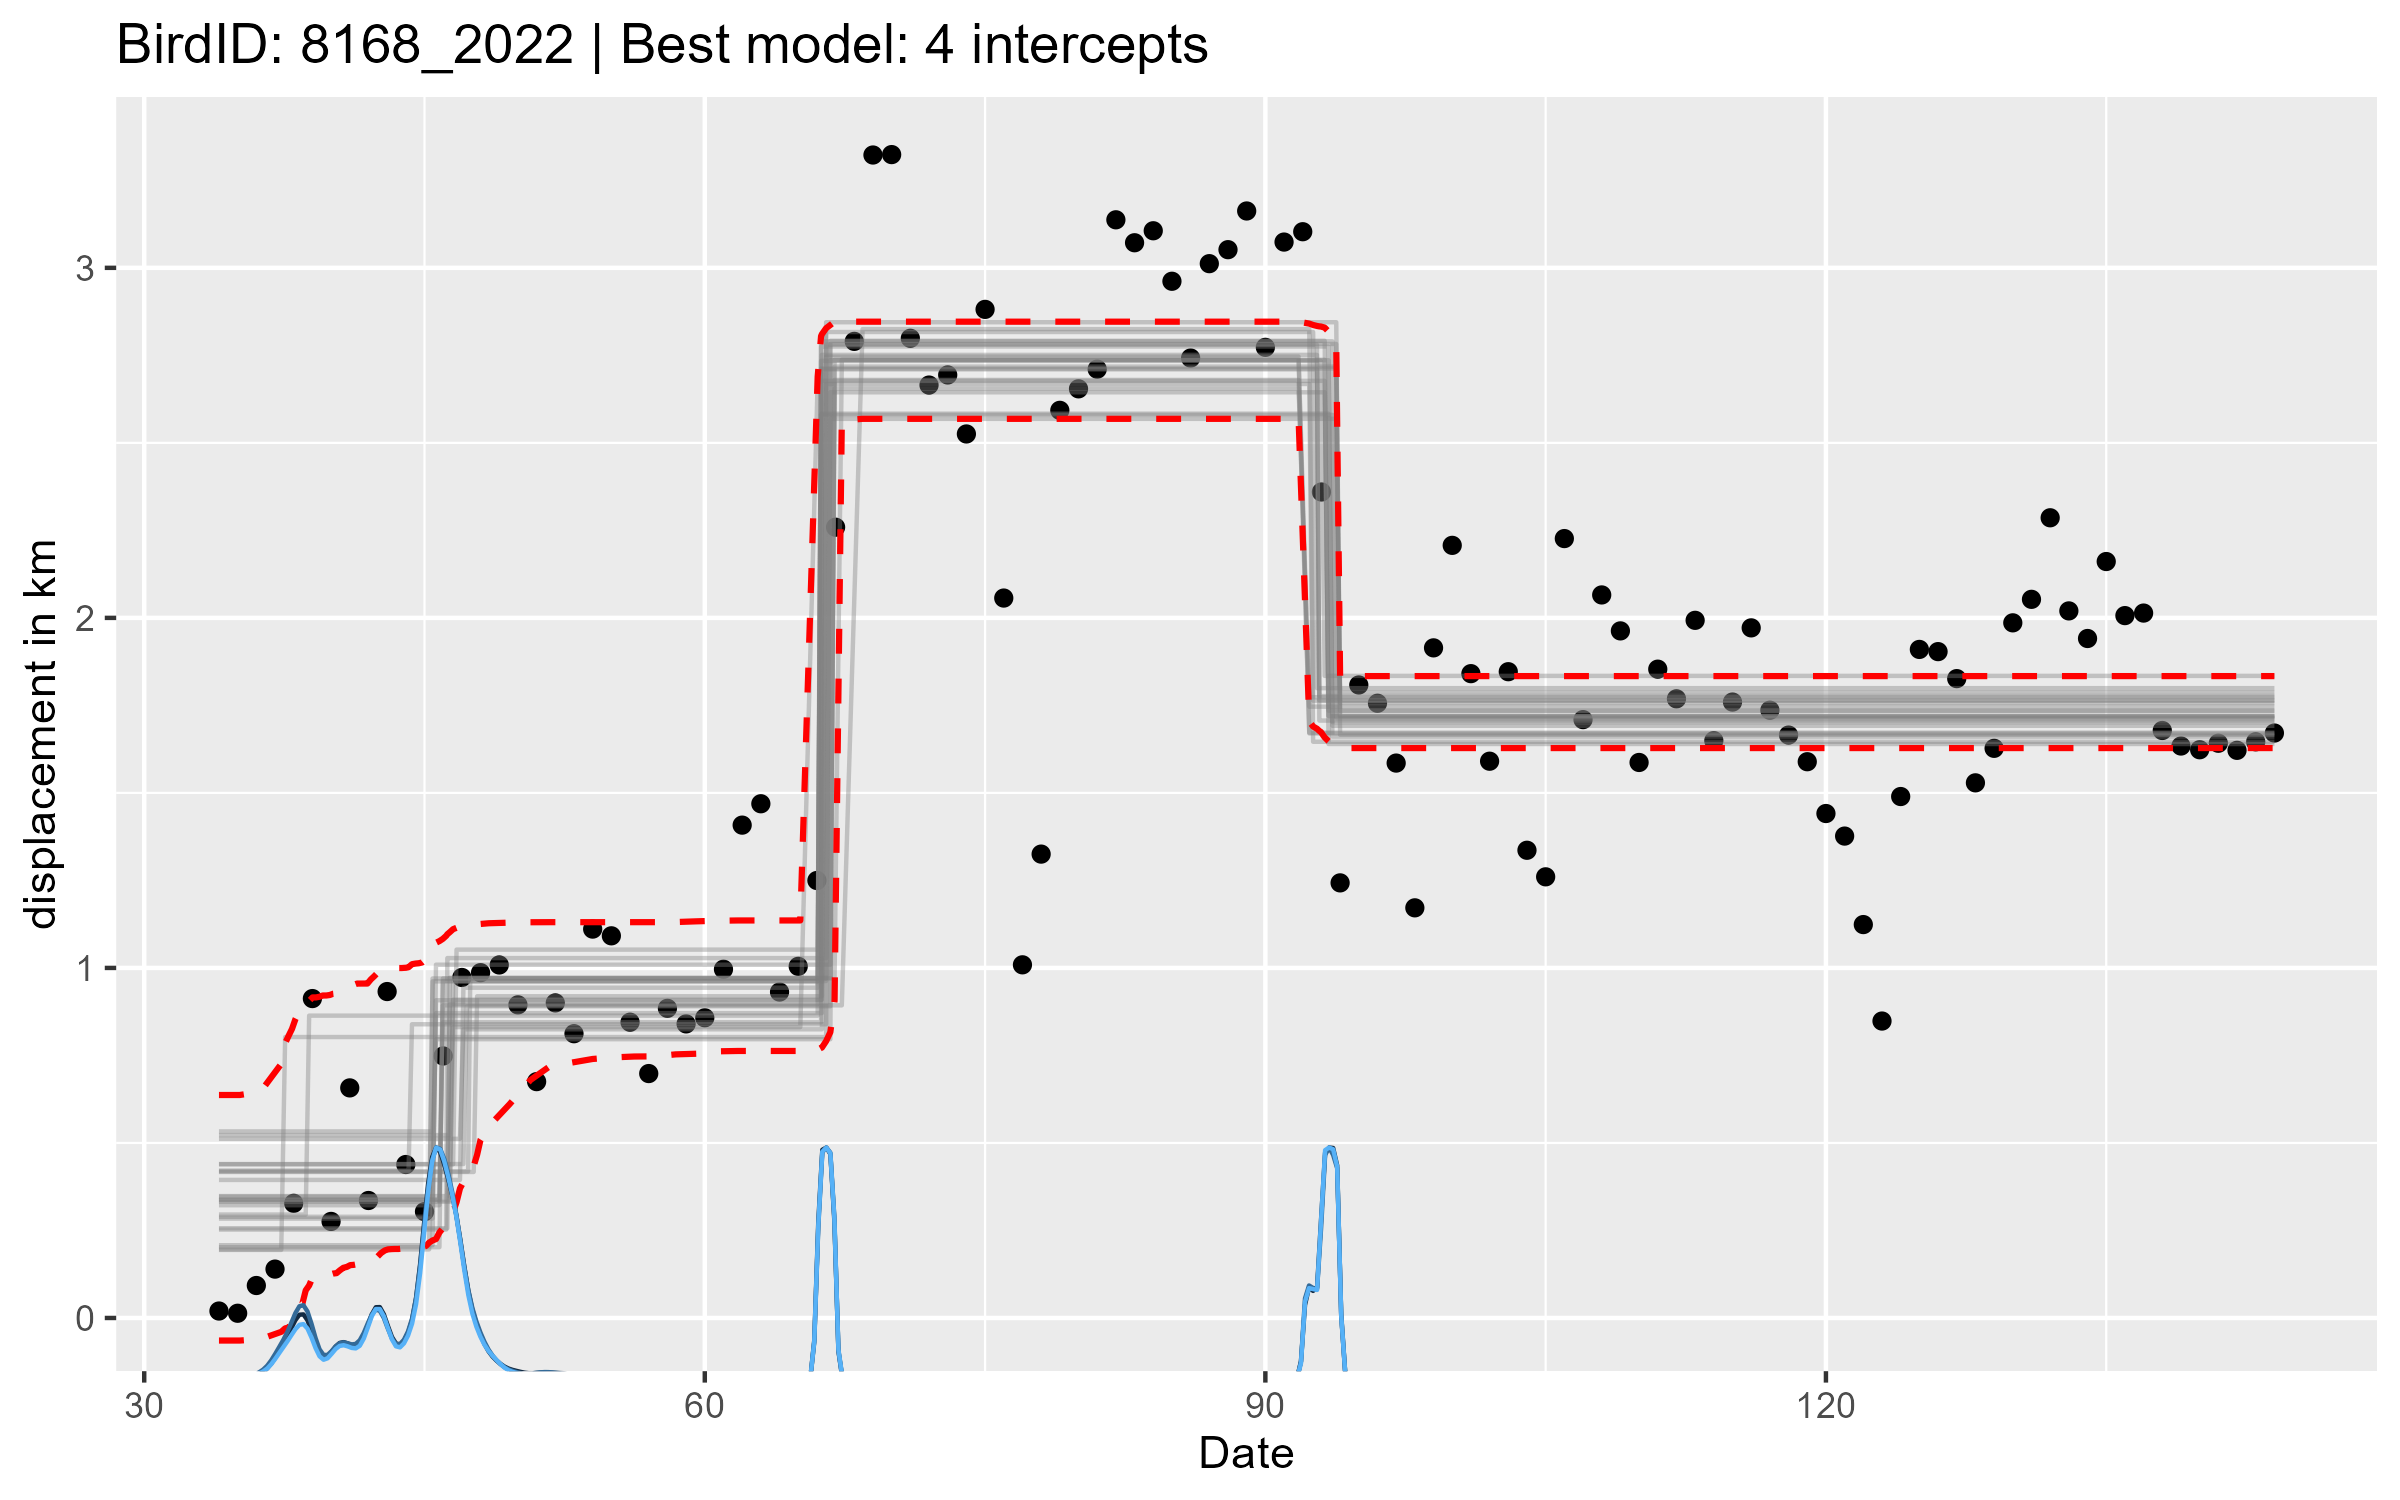 BirdID: 8168_2022 | Best model: 4 intercepts
displacement in km
3
2
1
0
30 60 90 120
Date